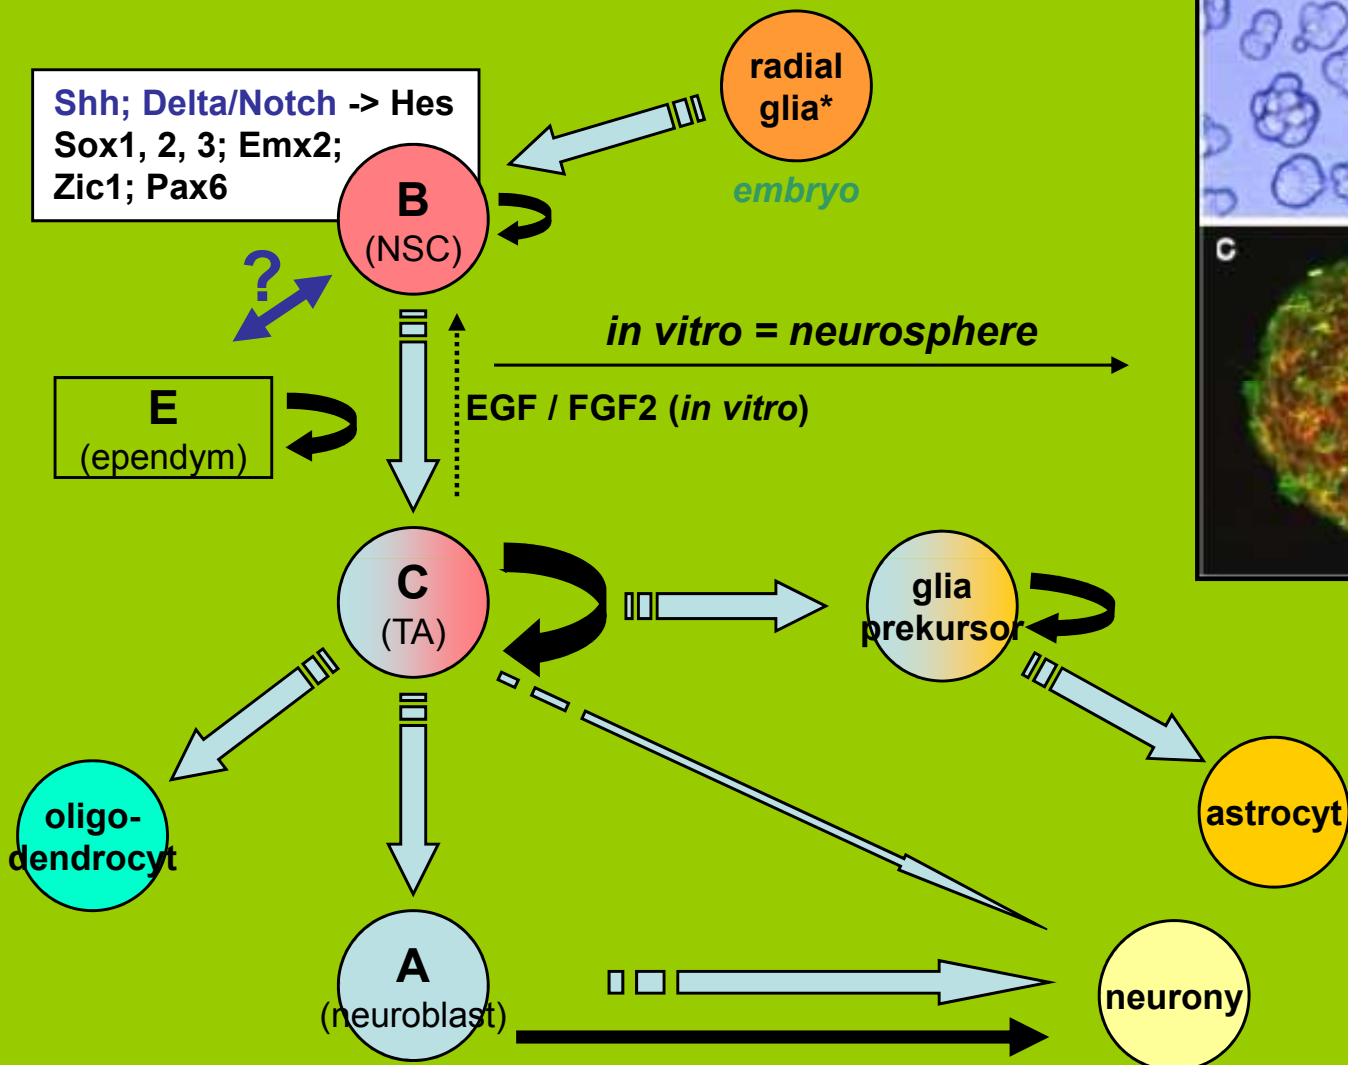 radial
glia*
embryo
Shh; Delta/Notch -> Hes
Sox1, 2, 3; Emx2;
Zic1; Pax6
B
(NSC)
?
in vitro = neurosphere
EGF / FGF2 (in vitro)
E
(ependym)
C
C
(TA)
glia
prekursor
oligo-
dendrocyt
astrocyt
A
(neuroblast)
neurony